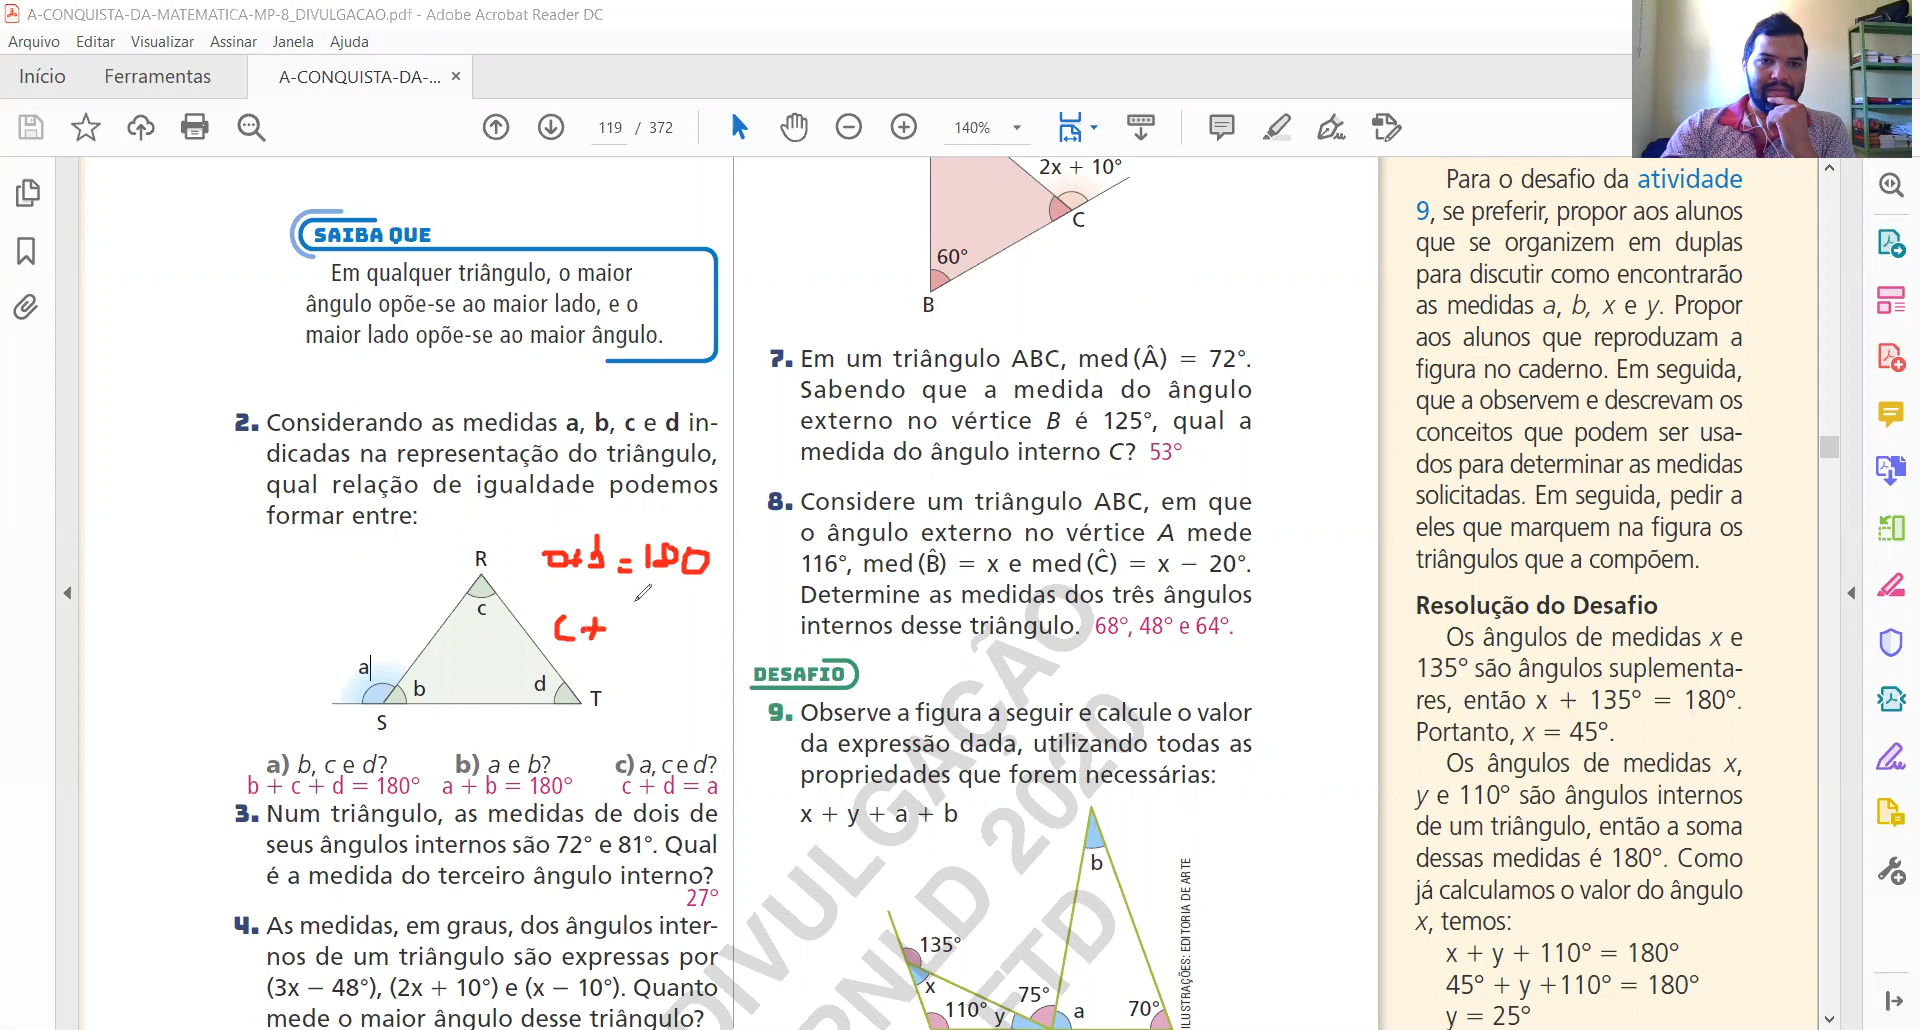 A-CONQUISTA-DA-MATEMATICA-MP-8_DIVULGACAO.pdf - Adobe Acrobat Reader DC
Arquivo Editar Visualizar Assinar Janela Ajuda
Início Ferramentas A-CONQUISTA-DA-... ×
119 / 372 140%
SAIBA QUE
Em qualquer triângulo, o maior
ângulo opõe-se ao maior lado, e o
maior lado opõe-se ao maior ângulo.
2. Considerando as medidas a, b, c e d in-
dicadas na representação do triângulo,
qual relação de igualdade podemos
formar entre:
R
c
a
b
d
T
S
= 180
c +
a) b, c e d? b) a e b? c) a, c e d?
b + c + d = 180° a + b = 180° c + d = a
3. Num triângulo, as medidas de dois de
seus ângulos internos são 72° e 81°. Qual
é a medida do terceiro ângulo interno?
27°
4. As medidas, em graus, dos ângulos inter-
nos de um triângulo são expressas por
(3x − 48°), (2x + 10°) e (x − 10°). Quanto
mede o maior ângulo desse triângulo?
2x + 10°
C
60°
B
7. Em um triângulo ABC, med(Â) = 72°.
Sabendo que a medida do ângulo
externo no vértice B é 125°, qual a
medida do ângulo interno C? 53°
8. Considere um triângulo ABC, em que
o ângulo externo no vértice A mede
116°, med(B̂) = x e med(Ĉ) = x − 20°.
Determine as medidas dos três ângulos
internos desse triângulo. 68°, 48° e 64°.
DESAFIO
9. Observe a figura a seguir e calcule o valor
da expressão dada, utilizando todas as
propriedades que forem necessárias:
x + y + a + b
b
135°
x
110°
y
75°
a
70°
ILUSTRAÇÕES: EDITORIA DE ARTE
DIVULGAÇÃO
PNLD 2020
FTD
Para o desafio da atividade
9, se preferir, propor aos alunos
que se organizem em duplas
para discutir como encontrarão
as medidas a, b, x e y. Propor
aos alunos que reproduzam a
figura no caderno. Em seguida,
que a observem e descrevam os
conceitos que podem ser usa-
dos para determinar as medidas
solicitadas. Em seguida, pedir a
eles que marquem na figura os
triângulos que a compõem.
Resolução do Desafio
Os ângulos de medidas x e
135° são ângulos suplementa-
res, então x + 135° = 180°.
Portanto, x = 45°.
Os ângulos de medidas x,
y e 110° são ângulos internos
de um triângulo, então a soma
dessas medidas é 180°. Como
já calculamos o valor do ângulo
x, temos:
x + y + 110° = 180°
45° + y +110° = 180°
y = 25°